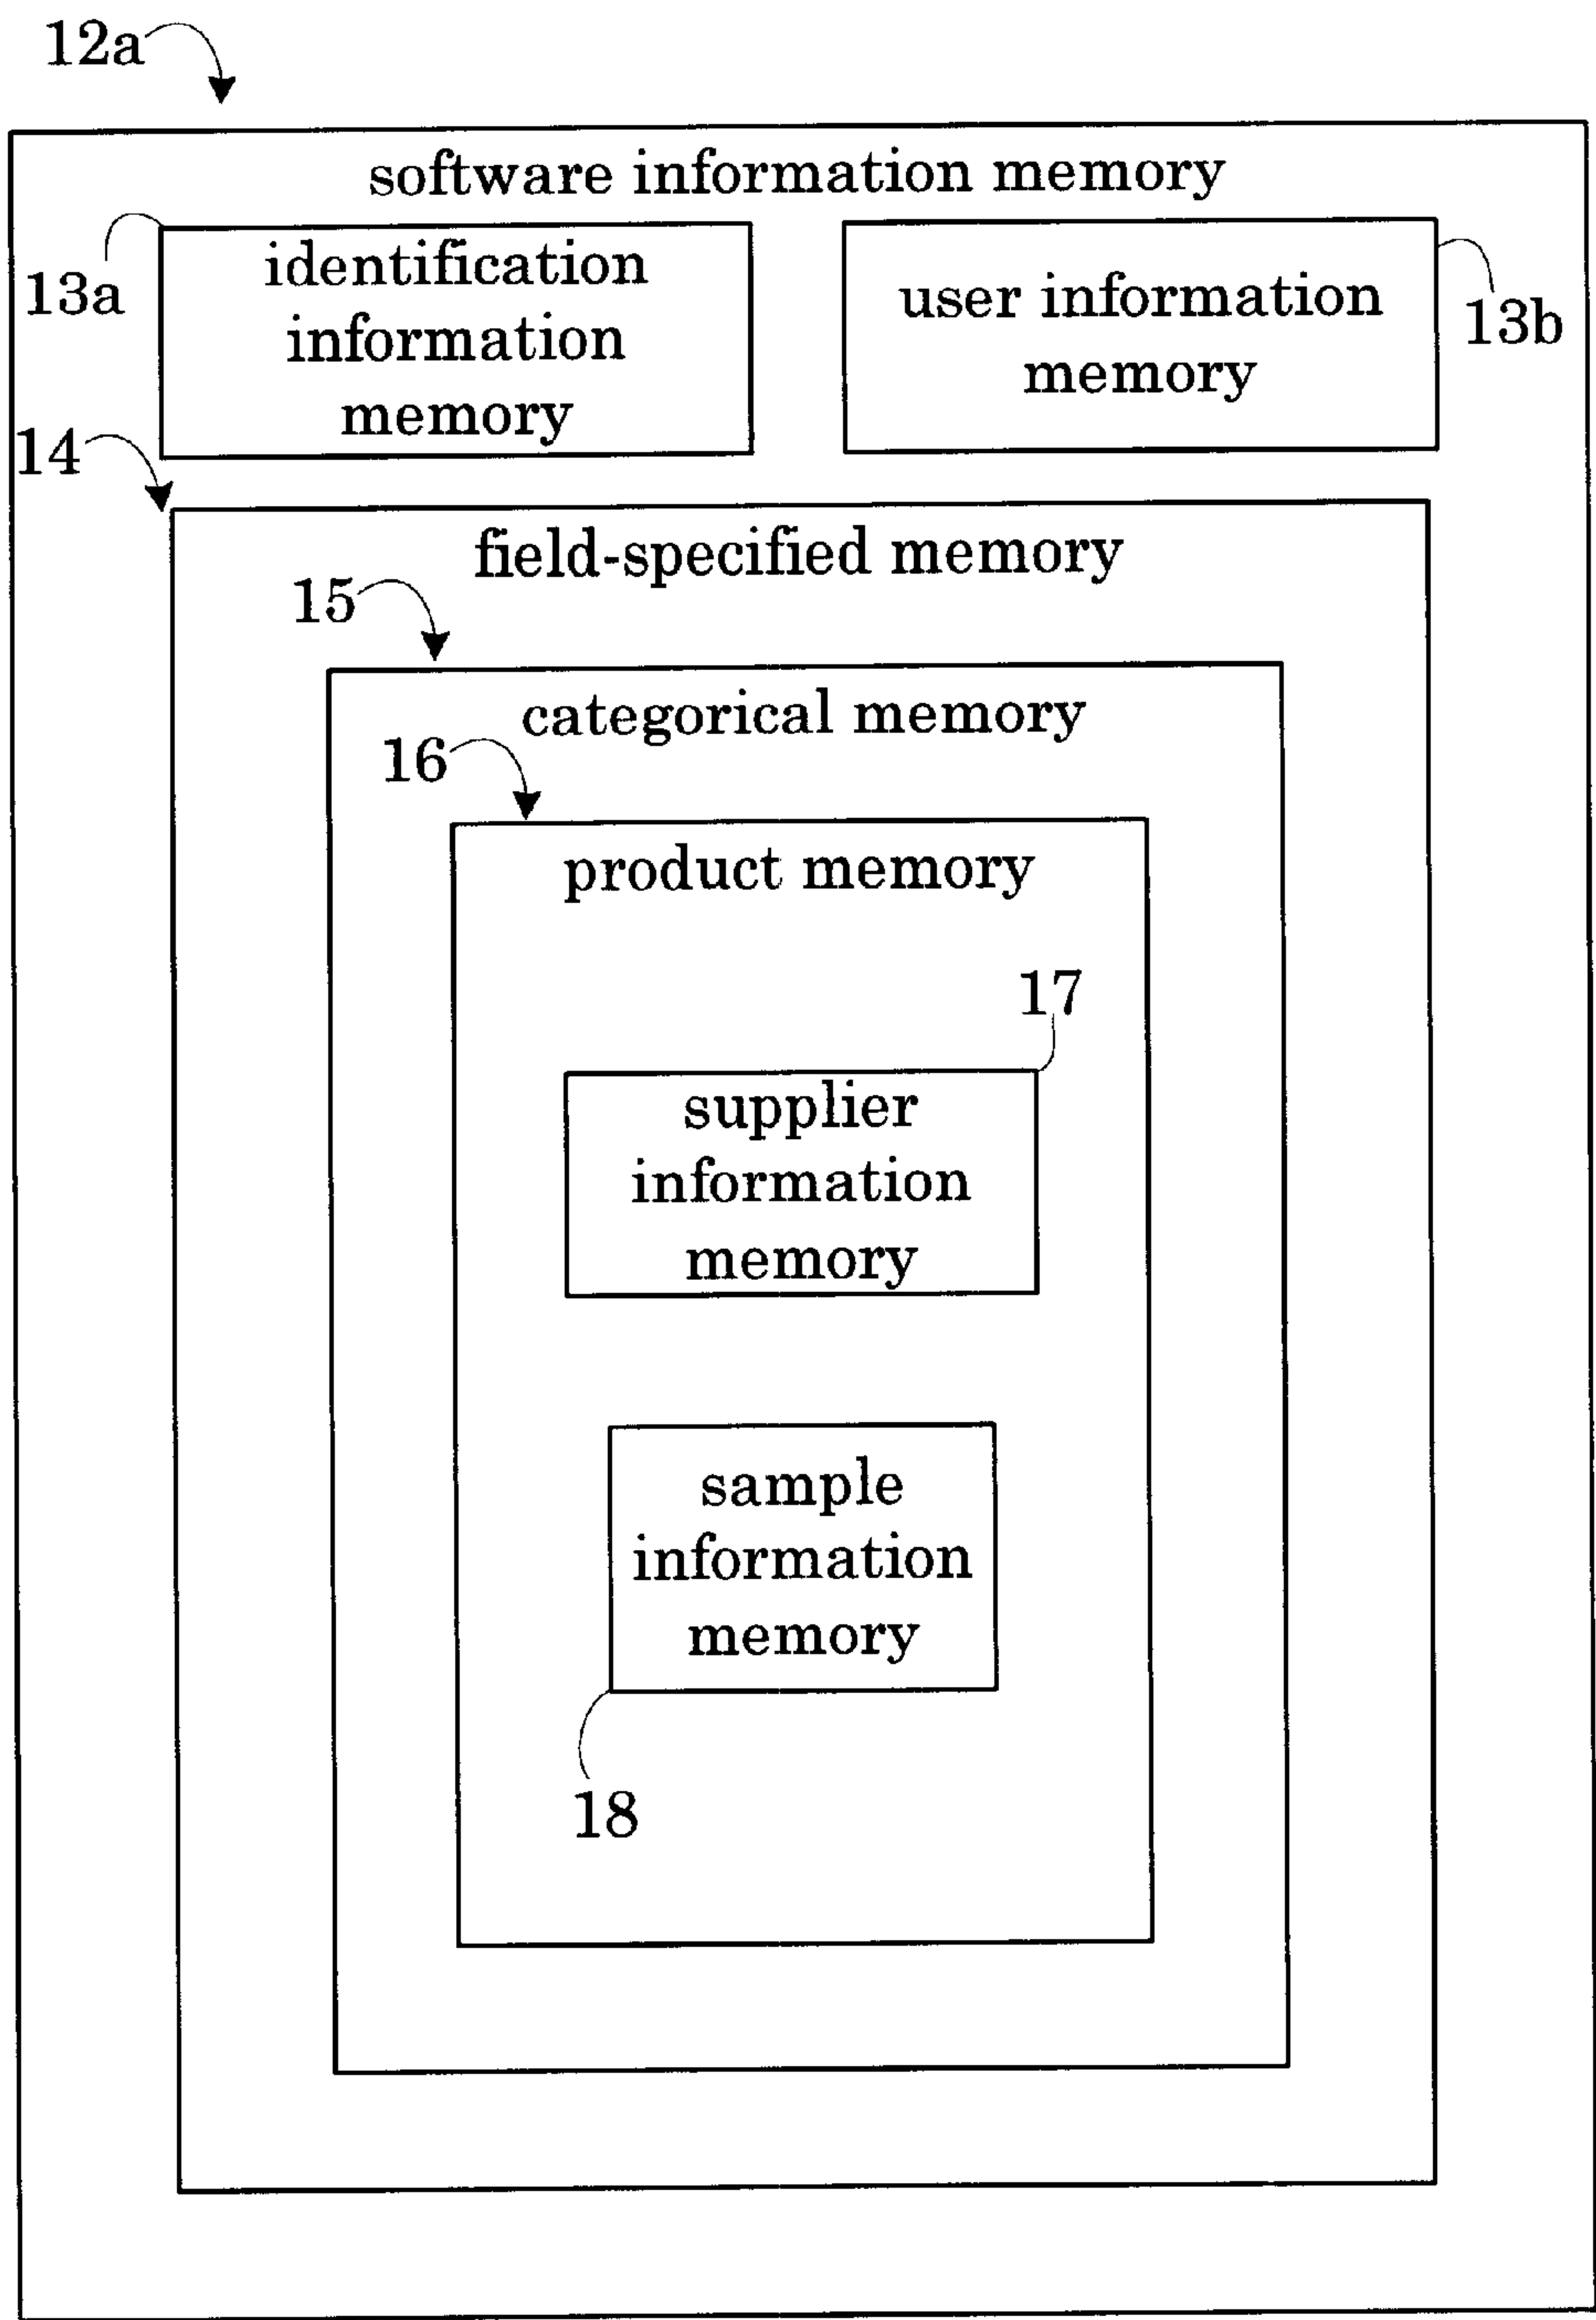 12a
software information memory
13a
identification
information
memory
user information
memory
13b
14
field-specified memory
15
categorical memory
16
product memory
17
supplier
information
memory
sample
information
memory
18